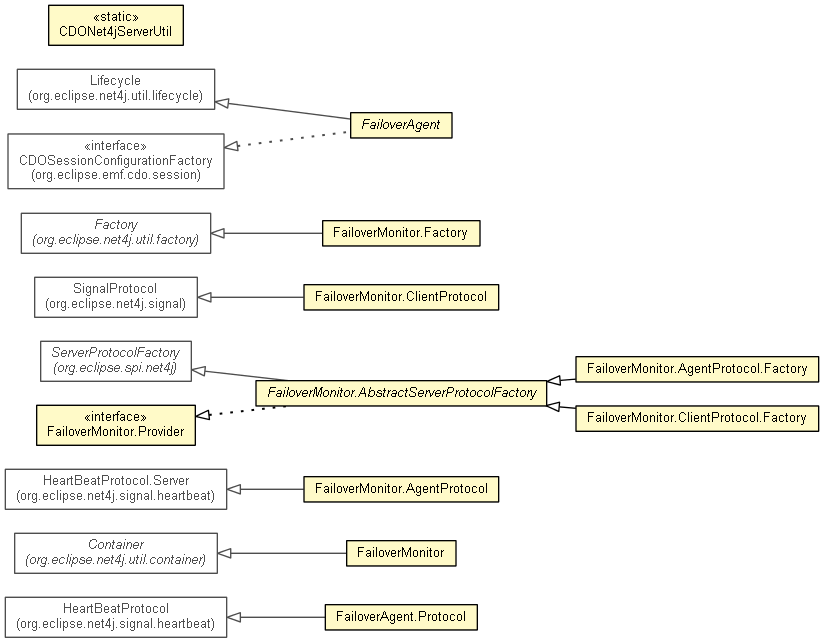 «static»
CDONet4jServerUtil
Lifecycle
(org.eclipse.net4j.util.lifecycle)
FailoverAgent
«interface»
CDOSessionConfigurationFactory
(org.eclipse.emf.cdo.session)
Factory
(org.eclipse.net4j.util.factory)
FailoverMonitor.Factory
SignalProtocol
(org.eclipse.net4j.signal)
FailoverMonitor.ClientProtocol
ServerProtocolFactory
(org.eclipse.spi.net4j)
FailoverMonitor.AbstractServerProtocolFactory
FailoverMonitor.AgentProtocol.Factory
FailoverMonitor.ClientProtocol.Factory
«interface»
FailoverMonitor.Provider
HeartBeatProtocol.Server
(org.eclipse.net4j.signal.heartbeat)
FailoverMonitor.AgentProtocol
Container
(org.eclipse.net4j.util.container)
FailoverMonitor
HeartBeatProtocol
(org.eclipse.net4j.signal.heartbeat)
FailoverAgent.Protocol